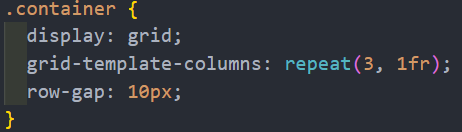 .container {
  display: grid;
  grid-template-columns: repeat(3, 1fr);
  row-gap: 10px;
}